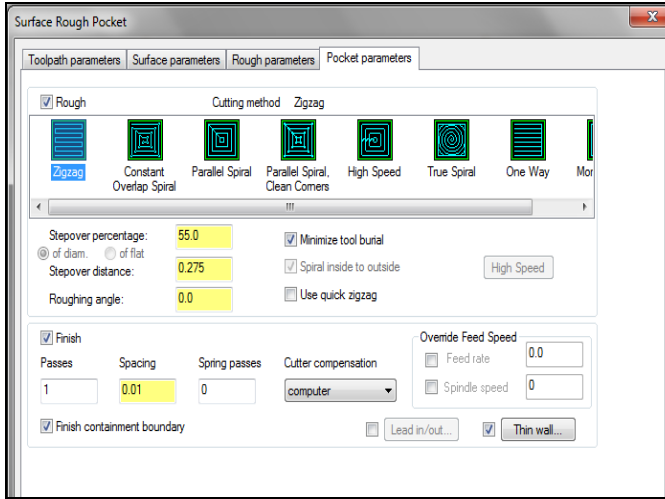 Surface Rough Pocket
Toolpath parameters Surface parameters Rough parameters Pocket parameters
Rough Cutting method Zigzag
Zigzag Constant Overlap Spiral Parallel Spiral Parallel Spiral, Clean Corners High Speed True Spiral One Way Mor
Stepover percentage: 55.0 Minimize tool burial
of diam. of flat
Stepover distance: 0.275 Spiral inside to outside High Speed
Roughing angle: 0.0 Use quick zigzag
Finish Override Feed Speed
Passes Spacing Spring passes Cutter compensation Feed rate 0.0
1 0.01 0 computer Spindle speed 0
Finish containment boundary Lead in/out... Thin wall...